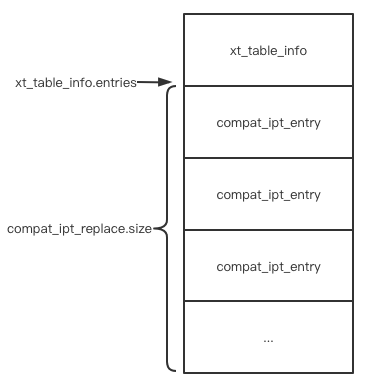 xt_table_info
xt_table_info.entries
compat_ipt_entry
compat_ipt_entry
compat_ipt_replace.size
compat_ipt_entry
...